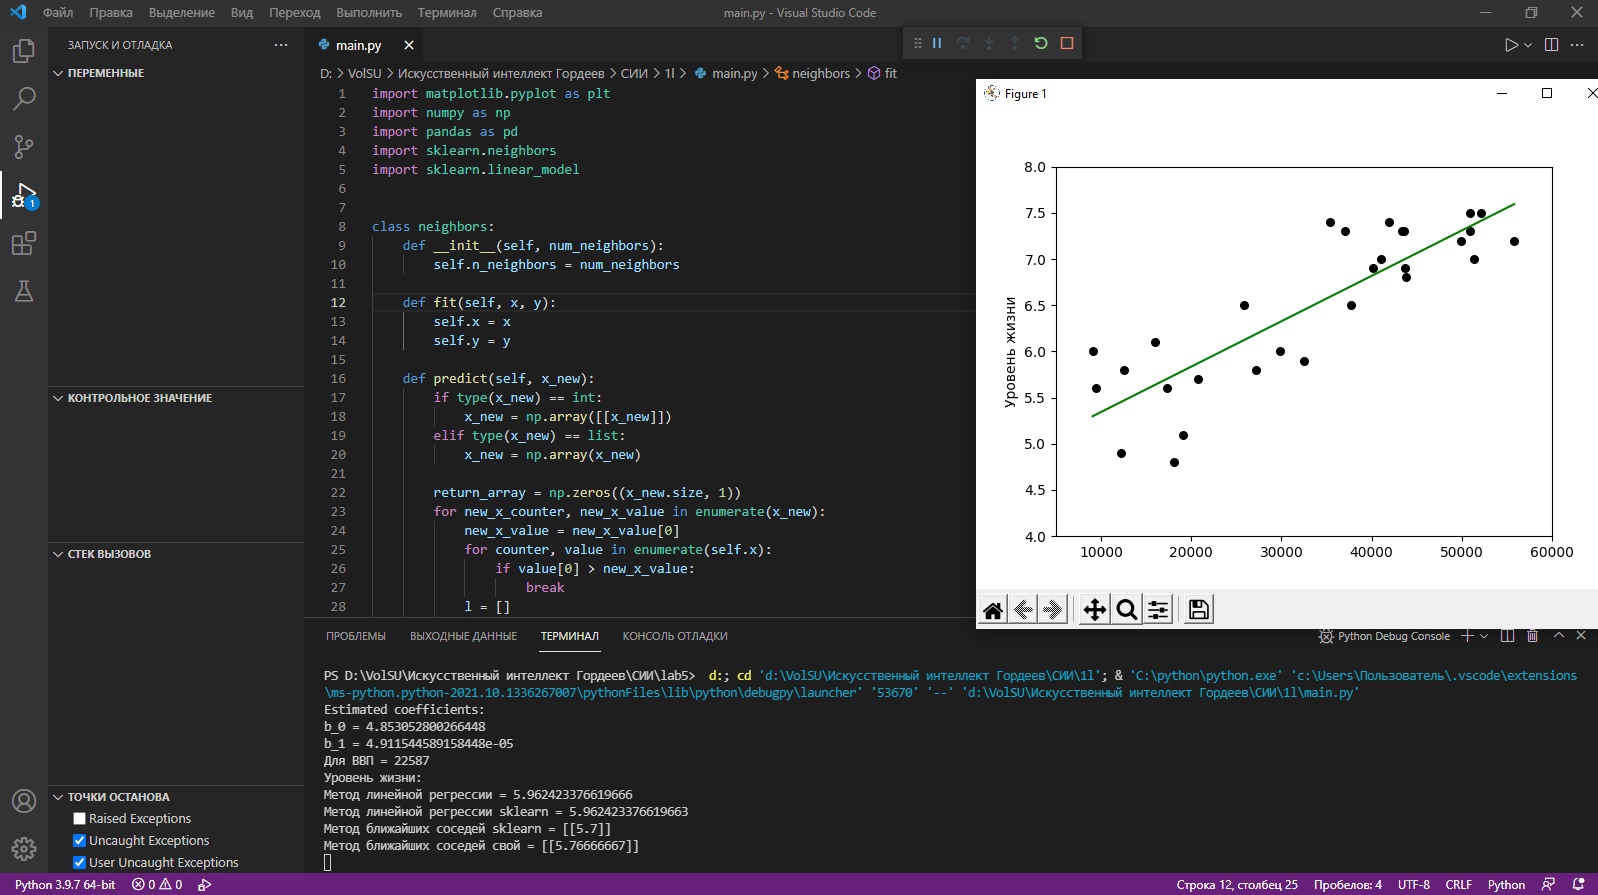 Файл Правка Выделение Вид Переход Выполнить Терминал Справка
main.py - Visual Studio Code
ЗАПУСК И ОТЛАДКА
ПЕРЕМЕННЫЕ
КОНТРОЛЬНОЕ ЗНАЧЕНИЕ
СТЕК ВЫЗОВОВ
ТОЧКИ ОСТАНОВА
Raised Exceptions
Uncaught Exceptions
User Uncaught Exceptions
1
main.py
D: > VolSU > Искусственный интеллект Гордеев > СИИ > 1l > main.py > neighbors > fit
1 import matplotlib.pyplot as plt
2 import numpy as np
3 import pandas as pd
4 import sklearn.neighbors
5 import sklearn.linear_model
6
7
8 class neighbors:
9     def __init__(self, num_neighbors):
10         self.n_neighbors = num_neighbors
11
12     def fit(self, x, y):
13         self.x = x
14         self.y = y
15
16     def predict(self, x_new):
17         if type(x_new) == int:
18             x_new = np.array([[x_new]])
19         elif type(x_new) == list:
20             x_new = np.array(x_new)
21
22         return_array = np.zeros((x_new.size, 1))
23         for new_x_counter, new_x_value in enumerate(x_new):
24             new_x_value = new_x_value[0]
25             for counter, value in enumerate(self.x):
26                 if value[0] > new_x_value:
27                     break
28             l = []
Figure 1
8.0
7.5
7.0
6.5
6.0
5.5
5.0
4.5
4.0
Уровень жизни
10000 20000 30000 40000 50000 60000
ПРОБЛЕМЫ ВЫХОДНЫЕ ДАННЫЕ ТЕРМИНАЛ КОНСОЛЬ ОТЛАДКИ
Python Debug Console
PS D:\VolSU\Искусственный интеллект Гордеев\СИИ\lab5>  d:; cd 'd:\VolSU\Искусственный интеллект Гордеев\СИИ\1l'; & 'C:\python\python.exe' 'c:\Users\Пользователь\.vscode\extensions
\ms-python.python-2021.10.1336267007\pythonFiles\lib\python\debugpy\launcher' '53670' '--' 'd:\VolSU\Искусственный интеллект Гордеев\СИИ\1l\main.py'
Estimated coefficients:
b_0 = 4.853052800266448
b_1 = 4.911544589158448e-05
Для ВВП = 22587
Уровень жизни:
Метод линейной регрессии = 5.962423376619666
Метод линейной регрессии sklearn = 5.962423376619663
Метод ближайших соседей sklearn = [[5.7]]
Метод ближайших соседей свой = [[5.76666667]]
Python 3.9.7 64-bit 0 0
Строка 12, столбец 25 Пробелов: 4 UTF-8 CRLF Python